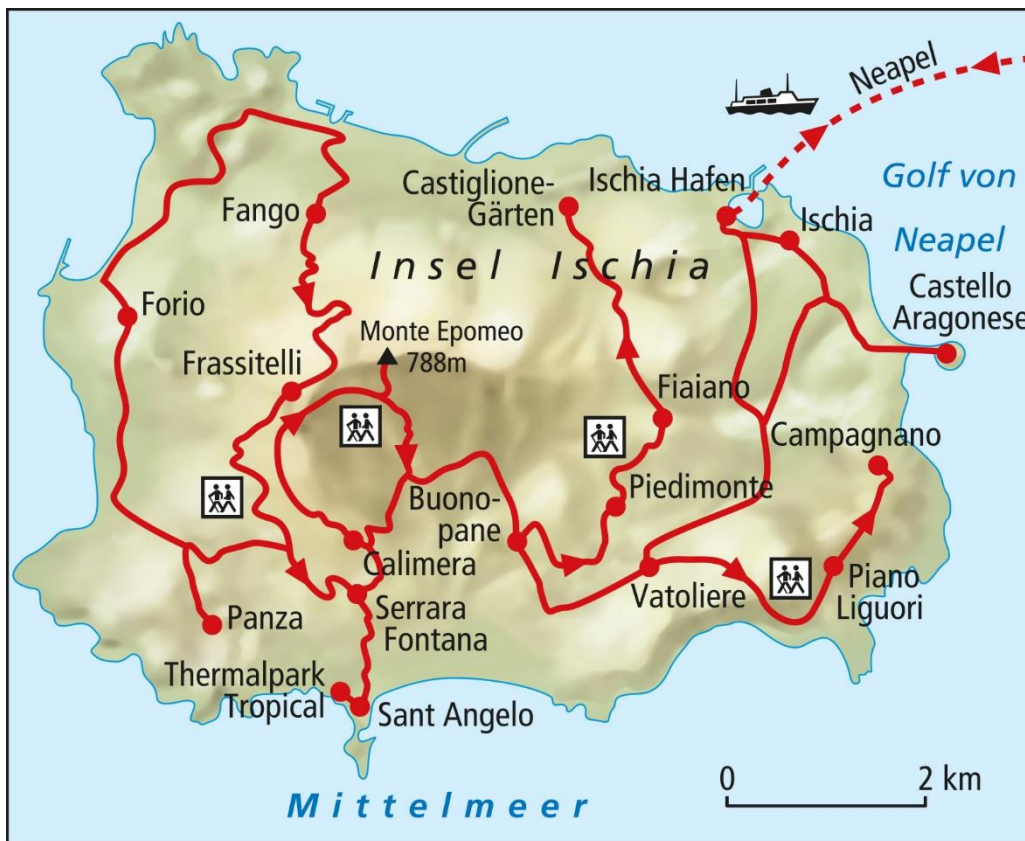 Neapel
Castiglione-
Gärten
Ischia Hafen
Golf von
Neapel
Fango
Ischia
Insel Ischia
Castello
Aragonese
Forio
Monte Epomeo
788m
Frassitelli
Fiaiano
Campagnano
Buono-
pane
Piedimonte
Calimera
Vatoliere
Piano
Liguori
Panza
Serrara
Fontana
Thermalpark
Tropical
Sant Angelo
0 2 km
Mittelmeer